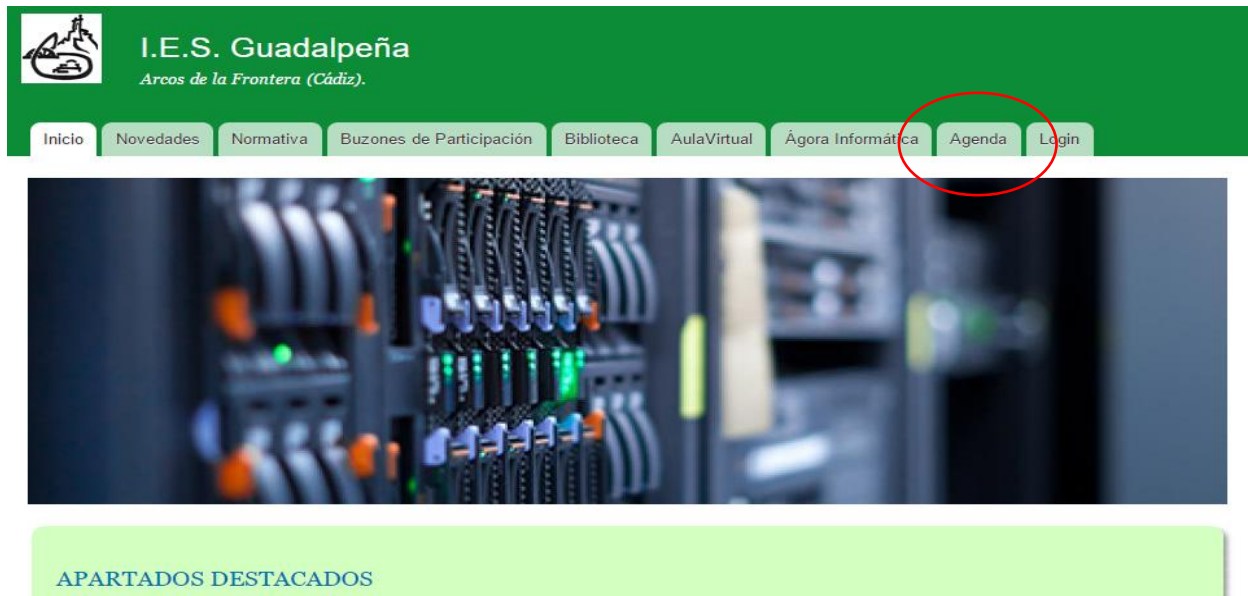 I.E.S. Guadalpeña
Arcos de la Frontera (Cádiz).
Inicio Novedades Normativa Buzones de Participación Biblioteca AulaVirtual Ágora Informática Agenda Login
APARTADOS DESTACADOS